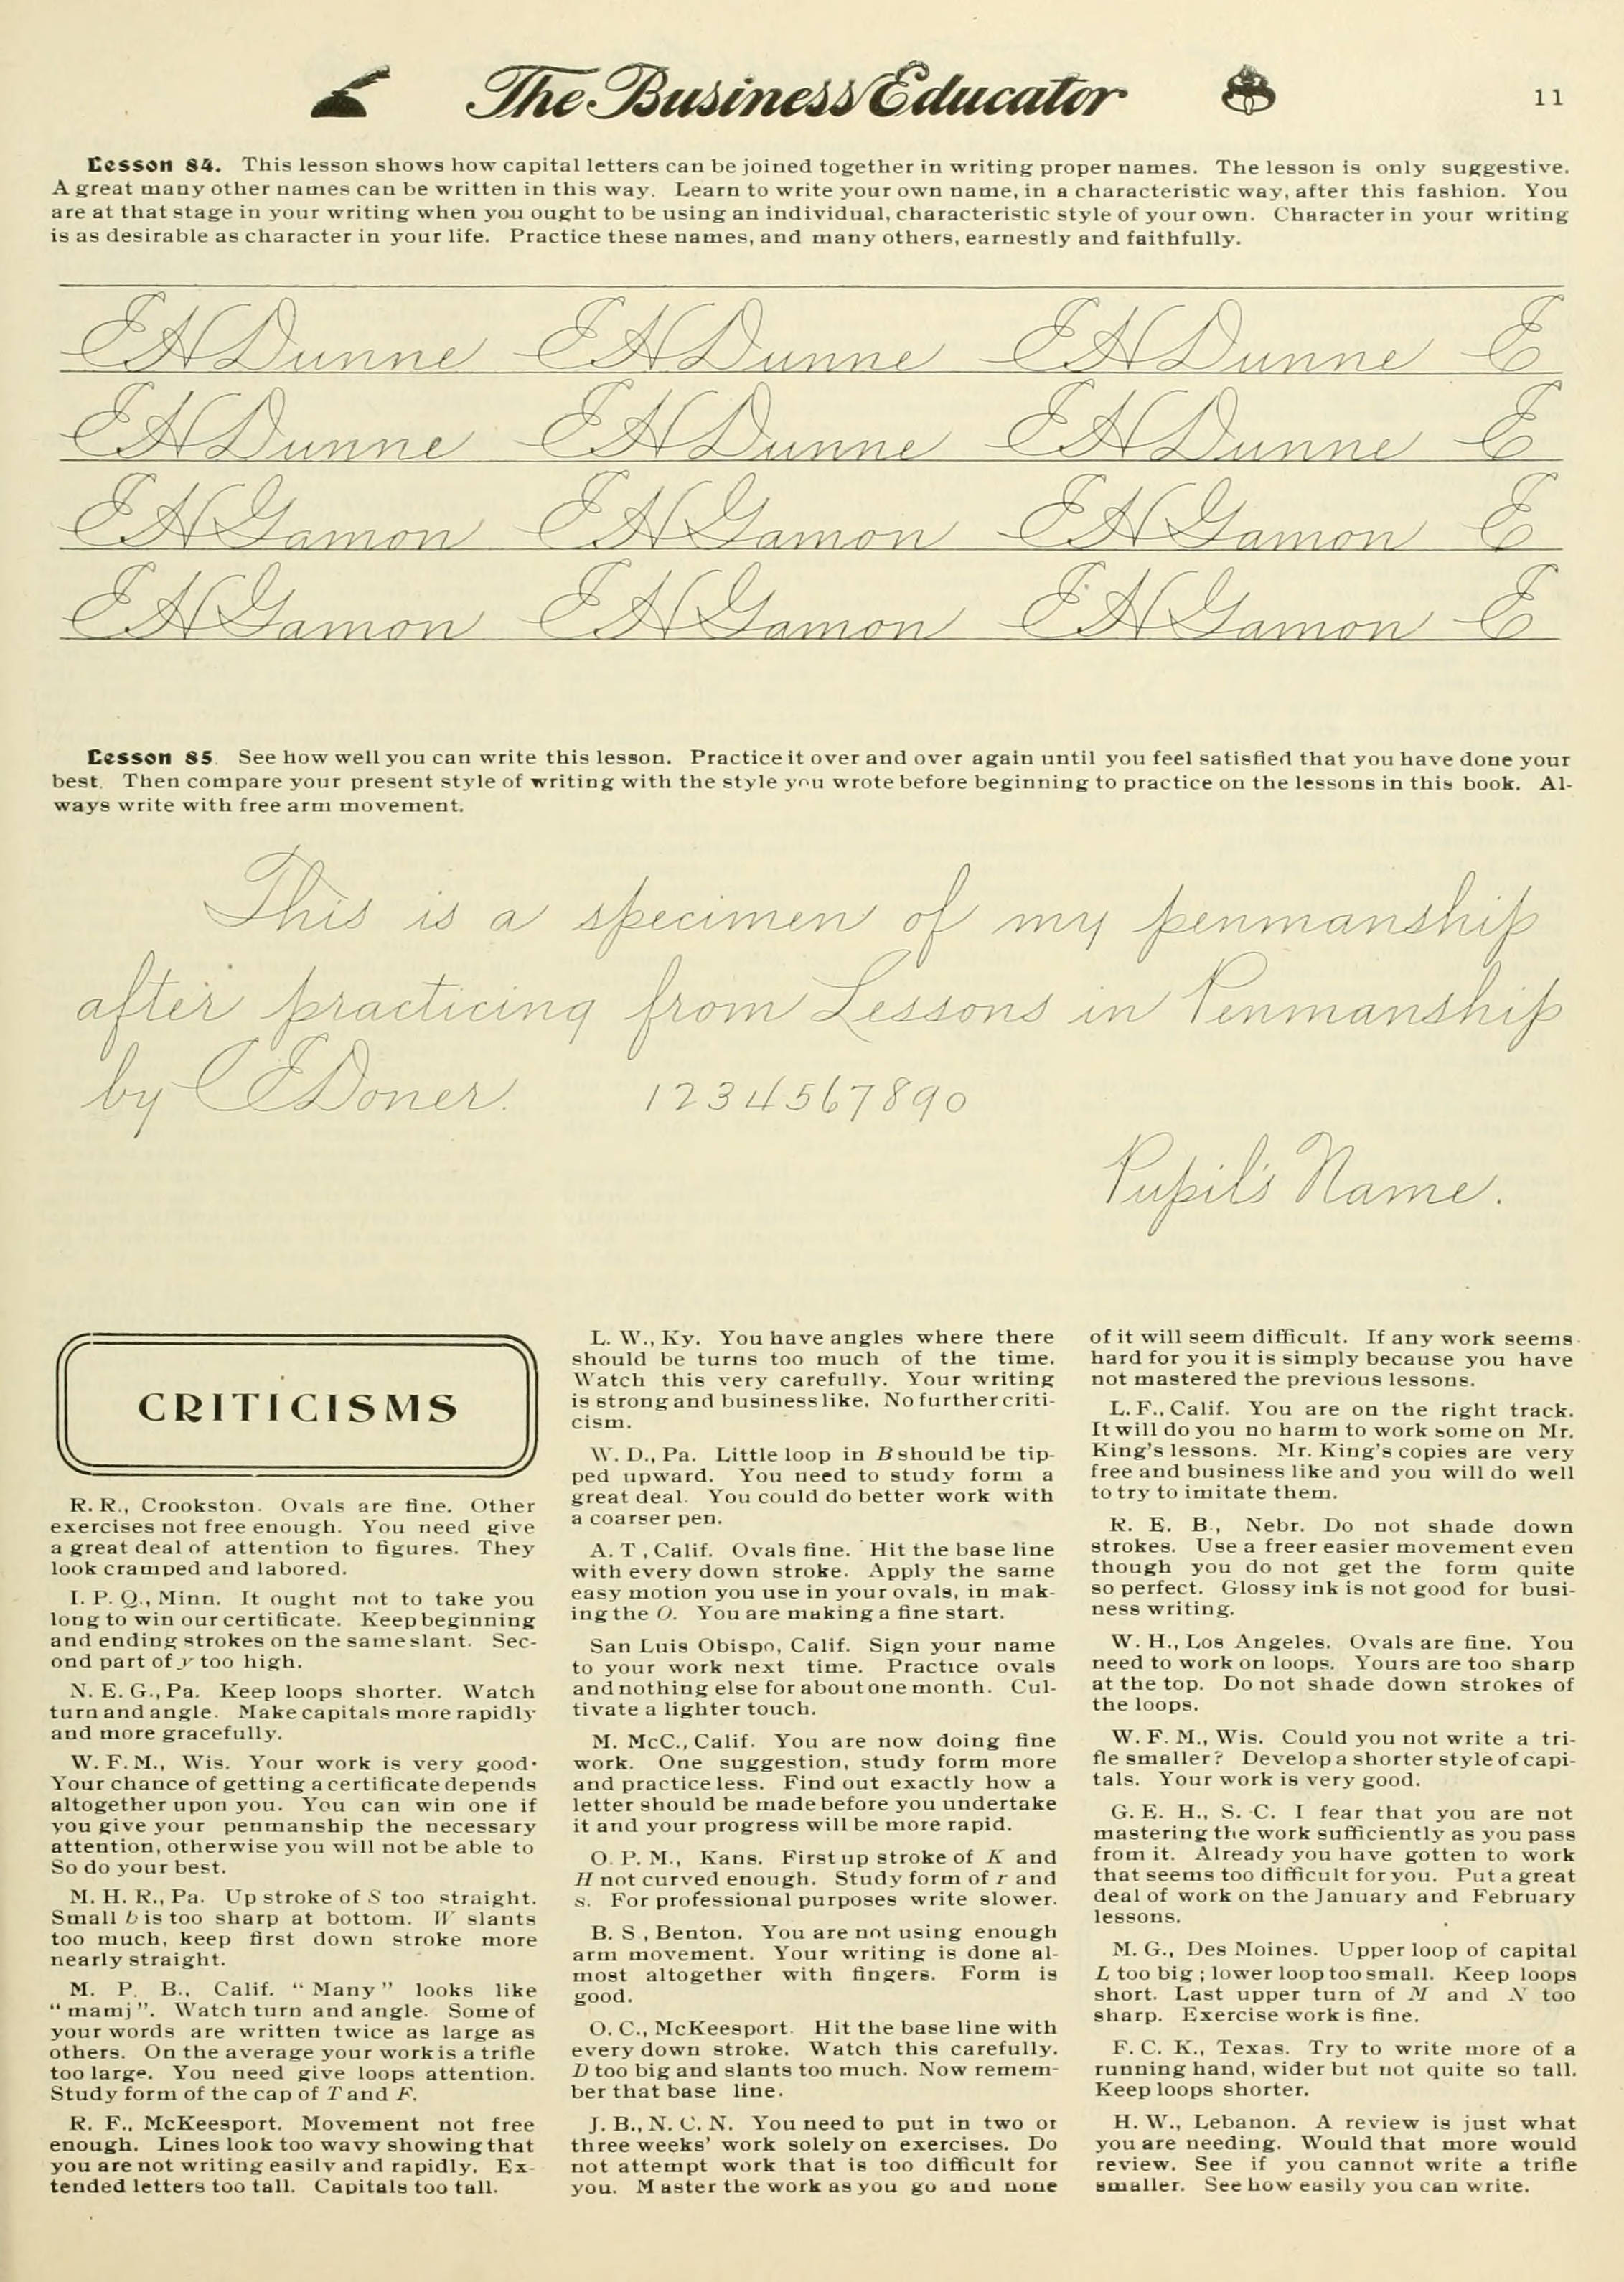 The Business Educator
11
Lesson 84. This lesson shows how capital letters can be joined together in writing proper names. The lesson is only suggestive.
A great many other names can be written in this way. Learn to write your own name, in a characteristic way, after this fashion. You
are at that stage in your writing when you ought to be using an individual, characteristic style of your own. Character in your writing
is as desirable as character in your life. Practice these names, and many others, earnestly and faithfully.
E H Dunne E H Dunne E H Dunne E
E H Dunne E H Dunne E H Dunne E
E H Gamon E H Gamon E H Gamon E
E H Gamon E H Gamon E H Gamon E
Lesson 85. See how well you can write this lesson. Practice it over and over again until you feel satisfied that you have done your
best. Then compare your present style of writing with the style you wrote before beginning to practice on the lessons in this book. Al-
ways write with free arm movement.
This is a specimen of my penmanship
after practicing from Lessons in Penmanship
by C E Doner. 1234567890
Pupil's Name.
CRITICISMS
R. R., Crookston. Ovals are fine. Other
exercises not free enough. You need give
a great deal of attention to figures. They
look cramped and labored.
I. P. Q., Minn. It ought not to take you
long to win our certificate. Keep beginning
and ending strokes on the same slant. Sec-
ond part of y too high.
N. E. G., Pa. Keep loops shorter. Watch
turn and angle. Make capitals more rapidly
and more gracefully.
W. F. M., Wis. Your work is very good.
Your chance of getting a certificate depends
altogether upon you. You can win one if
you give your penmanship the necessary
attention, otherwise you will not be able to
So do your best.
M. H. R., Pa. Up stroke of S too straight.
Small b is too sharp at bottom. W slants
too much, keep first down stroke more
nearly straight.
M. P. B., Calif. "Many" looks like
"mamj". Watch turn and angle. Some of
your words are written twice as large as
others. On the average your work is a trifle
too large. You need give loops attention.
Study form of the cap of T and F.
R. F., McKeesport. Movement not free
enough. Lines look too wavy showing that
you are not writing easily and rapidly. Ex-
tended letters too tall. Capitals too tall.
L. W., Ky. You have angles where there
should be turns too much of the time.
Watch this very carefully. Your writing
is strong and business like. No further criti-
cism.
W. D., Pa. Little loop in B should be tip-
ped upward. You need to study form a
great deal. You could do better work with
a coarser pen.
A. T., Calif. Ovals fine. Hit the base line
with every down stroke. Apply the same
easy motion you use in your ovals, in mak-
ing the O. You are making a fine start.
San Luis Obispo, Calif. Sign your name
to your work next time. Practice ovals
and nothing else for about one month. Cul-
tivate a lighter touch.
M. McC., Calif. You are now doing fine
work. One suggestion, study form more
and practice less. Find out exactly how a
letter should be made before you undertake
it and your progress will be more rapid.
O. P. M., Kans. First up stroke of K and
H not curved enough. Study form of r and
s. For professional purposes write slower.
B. S., Benton. You are not using enough
arm movement. Your writing is done al-
most altogether with fingers. Form is
good.
O. C., McKeesport. Hit the base line with
every down stroke. Watch this carefully.
D too big and slants too much. Now remem-
ber that base line.
J. B., N. C. N. You need to put in two or
three weeks' work solely on exercises. Do
not attempt work that is too difficult for
you. Master the work as you go and none
of it will seem difficult. If any work seems
hard for you it is simply because you have
not mastered the previous lessons.
L. F., Calif. You are on the right track.
It will do you no harm to work some on Mr.
King's lessons. Mr. King's copies are very
free and business like and you will do well
to try to imitate them.
R. E. B., Nebr. Do not shade down
strokes. Use a freer easier movement even
though you do not get the form quite
so perfect. Glossy ink is not good for busi-
ness writing.
W. H., Los Angeles. Ovals are fine. You
need to work on loops. Yours are too sharp
at the top. Do not shade down strokes of
the loops.
W. F. M., Wis. Could you not write a tri-
fle smaller? Develop a shorter style of capi-
tals. Your work is very good.
G. E. H., S. C. I fear that you are not
mastering the work sufficiently as you pass
from it. Already you have gotten to work
that seems too difficult for you. Put a great
deal of work on the January and February
lessons.
M. G., Des Moines. Upper loop of capital
L too big; lower loop too small. Keep loops
short. Last upper turn of M and N too
sharp. Exercise work is fine.
F. C. K., Texas. Try to write more of a
running hand, wider but not quite so tall.
Keep loops shorter.
H. W., Lebanon. A review is just what
you are needing. Would that more would
review. See if you cannot write a trifle
smaller. See how easily you can write.